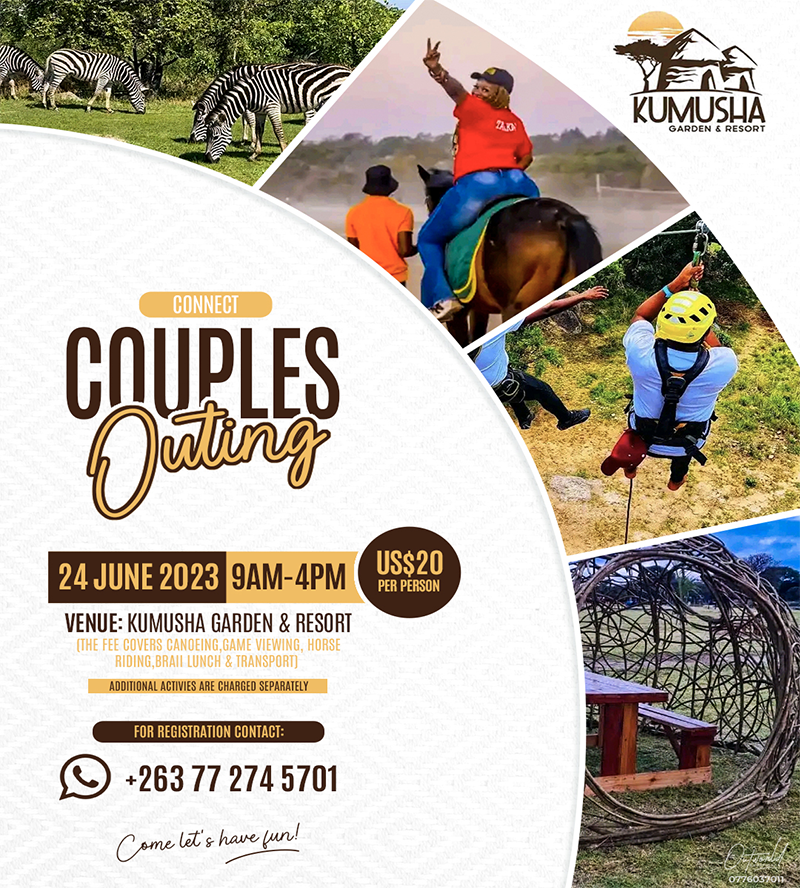 KUMUSHA
GARDEN & RESORT
CONNECT
COUPLES
Outing
24 JUNE 2023 9AM-4PM
US$20
PER PERSON
VENUE: KUMUSHA GARDEN & RESORT
(THE FEE COVERS CANOEING,GAME VIEWING, HORSE
RIDING,BRAII LUNCH & TRANSPORT)
ADDITIONAL ACTIVIES ARE CHARGED SEPARATELY
FOR REGISTRATION CONTACT:
+263 77 274 5701
Come let's have fun!
0776037011